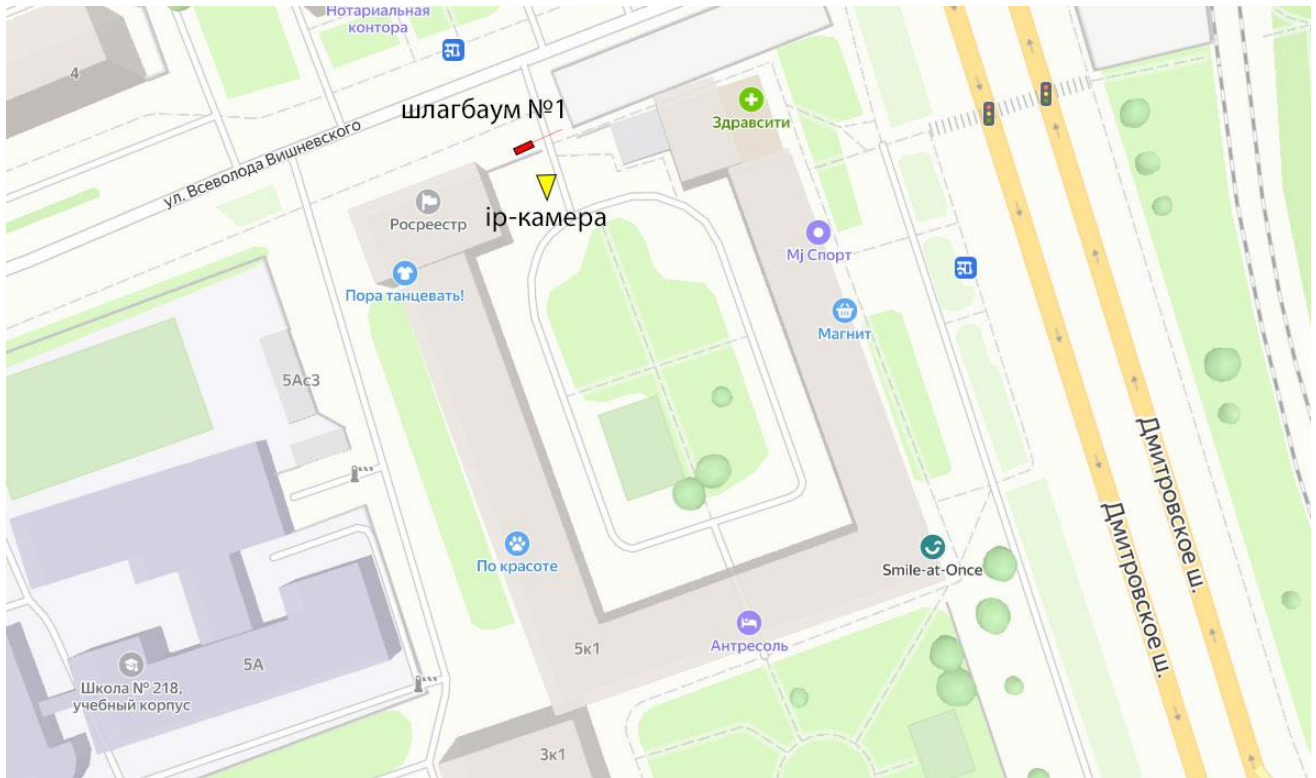 Нотариальная
контора
4
шлагбаум №1
Здравсити
ул. Всеволода Вишневского
Росреестр
ip-камера
Mj Спорт
Пора танцевать!
Магнит
5Ас3
Дмитровское ш.
Дмитровское ш.
По красоте
Smile-at-Once
5к1
Антресоль
5А
Школа № 218,
учебный корпус
3к1